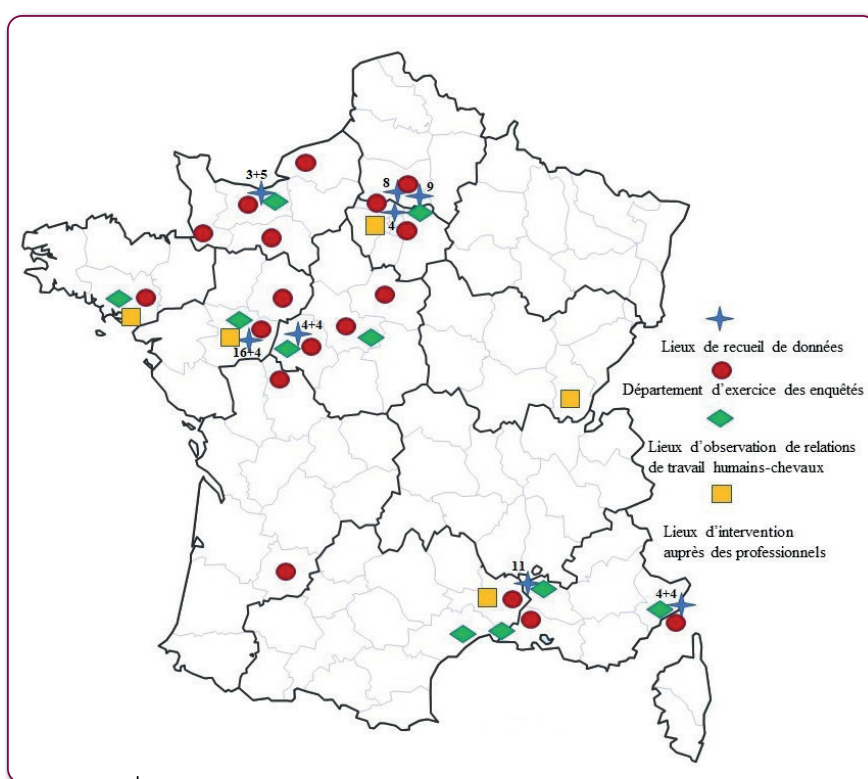 3+5
8
9
4
4+4
16+4
Lieux de recueil de données
Département d'exercice des enquêtés
Lieux d'observation de relations
de travail humains-chevaux
Lieux d'intervention
auprès des professionnels
11
4+4